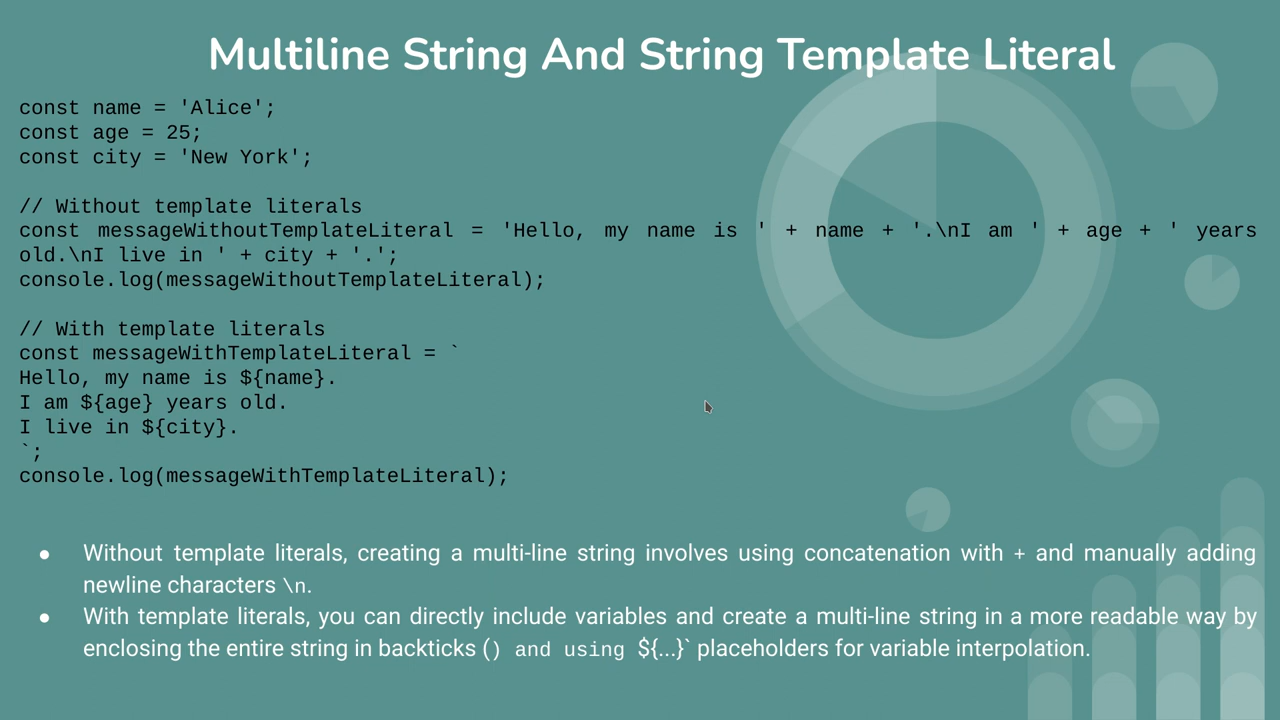 Multiline String And String Template Literal
const name = 'Alice';
const age = 25;
const city = 'New York';
// Without template literals
const messageWithoutTemplateLiteral = 'Hello, my name is ' + name + '.\nI am ' + age + ' years
old.\nI live in ' + city + '.';
console.log(messageWithoutTemplateLiteral);
// With template literals
const messageWithTemplateLiteral = `
Hello, my name is ${name}.
I am ${age} years old.
I live in ${city}.
`;
console.log(messageWithTemplateLiteral);
● Without template literals, creating a multi-line string involves using concatenation with + and manually adding
newline characters \n.
● With template literals, you can directly include variables and create a multi-line string in a more readable way by
enclosing the entire string in backticks () and using ${...}` placeholders for variable interpolation.